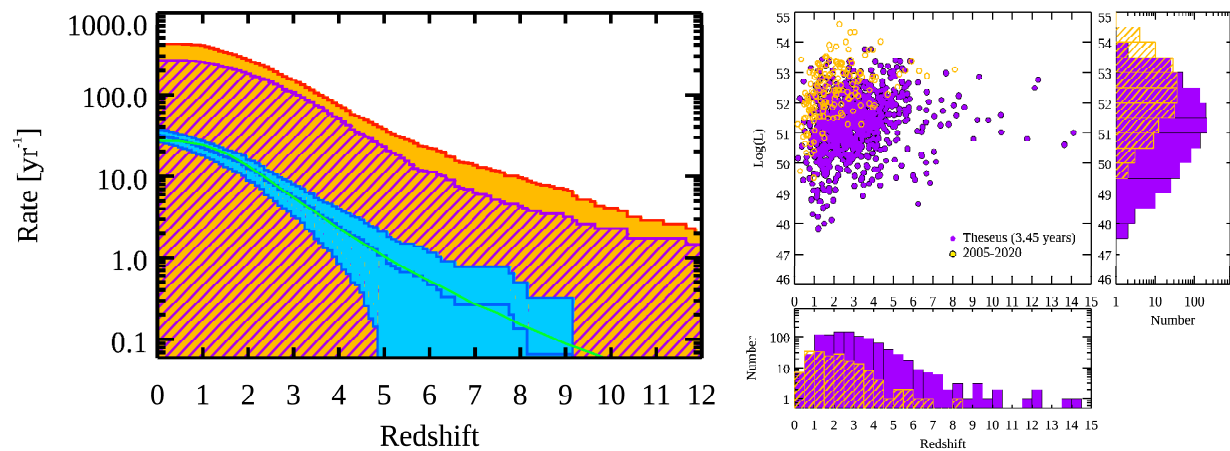 1000.0
100.0
10.0
1.0
0.1
Rate [yr-1]
0 1 2 3 4 5 6 7 8 9 10 11 12
Redshift
55
54
53
52
51
50
49
48
47
46
Log(L)
Theseus (3.45 years)
2005-2020
0 1 2 3 4 5 6 7 8 9 10 11 12 13 14 15
55
54
53
52
51
50
49
48
47
46
1 10 100
Number
100
10
1
Number
0 1 2 3 4 5 6 7 8 9 10 11 12 13 14 15
Redshift